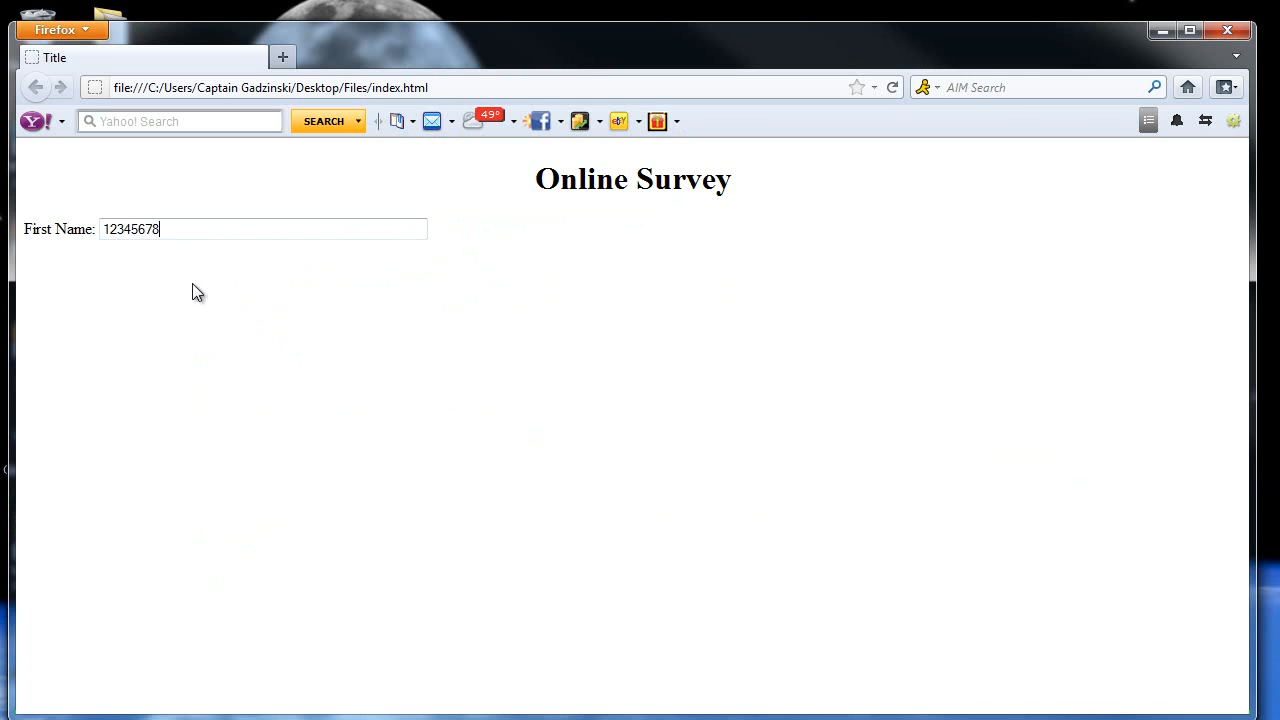 Firefox
Title
file:///C:/Users/Captain Gadzinski/Desktop/Files/index.html
AIM Search
Y!
Yahoo! Search
SEARCH
49°
ebY
Online Survey
First Name: 12345678